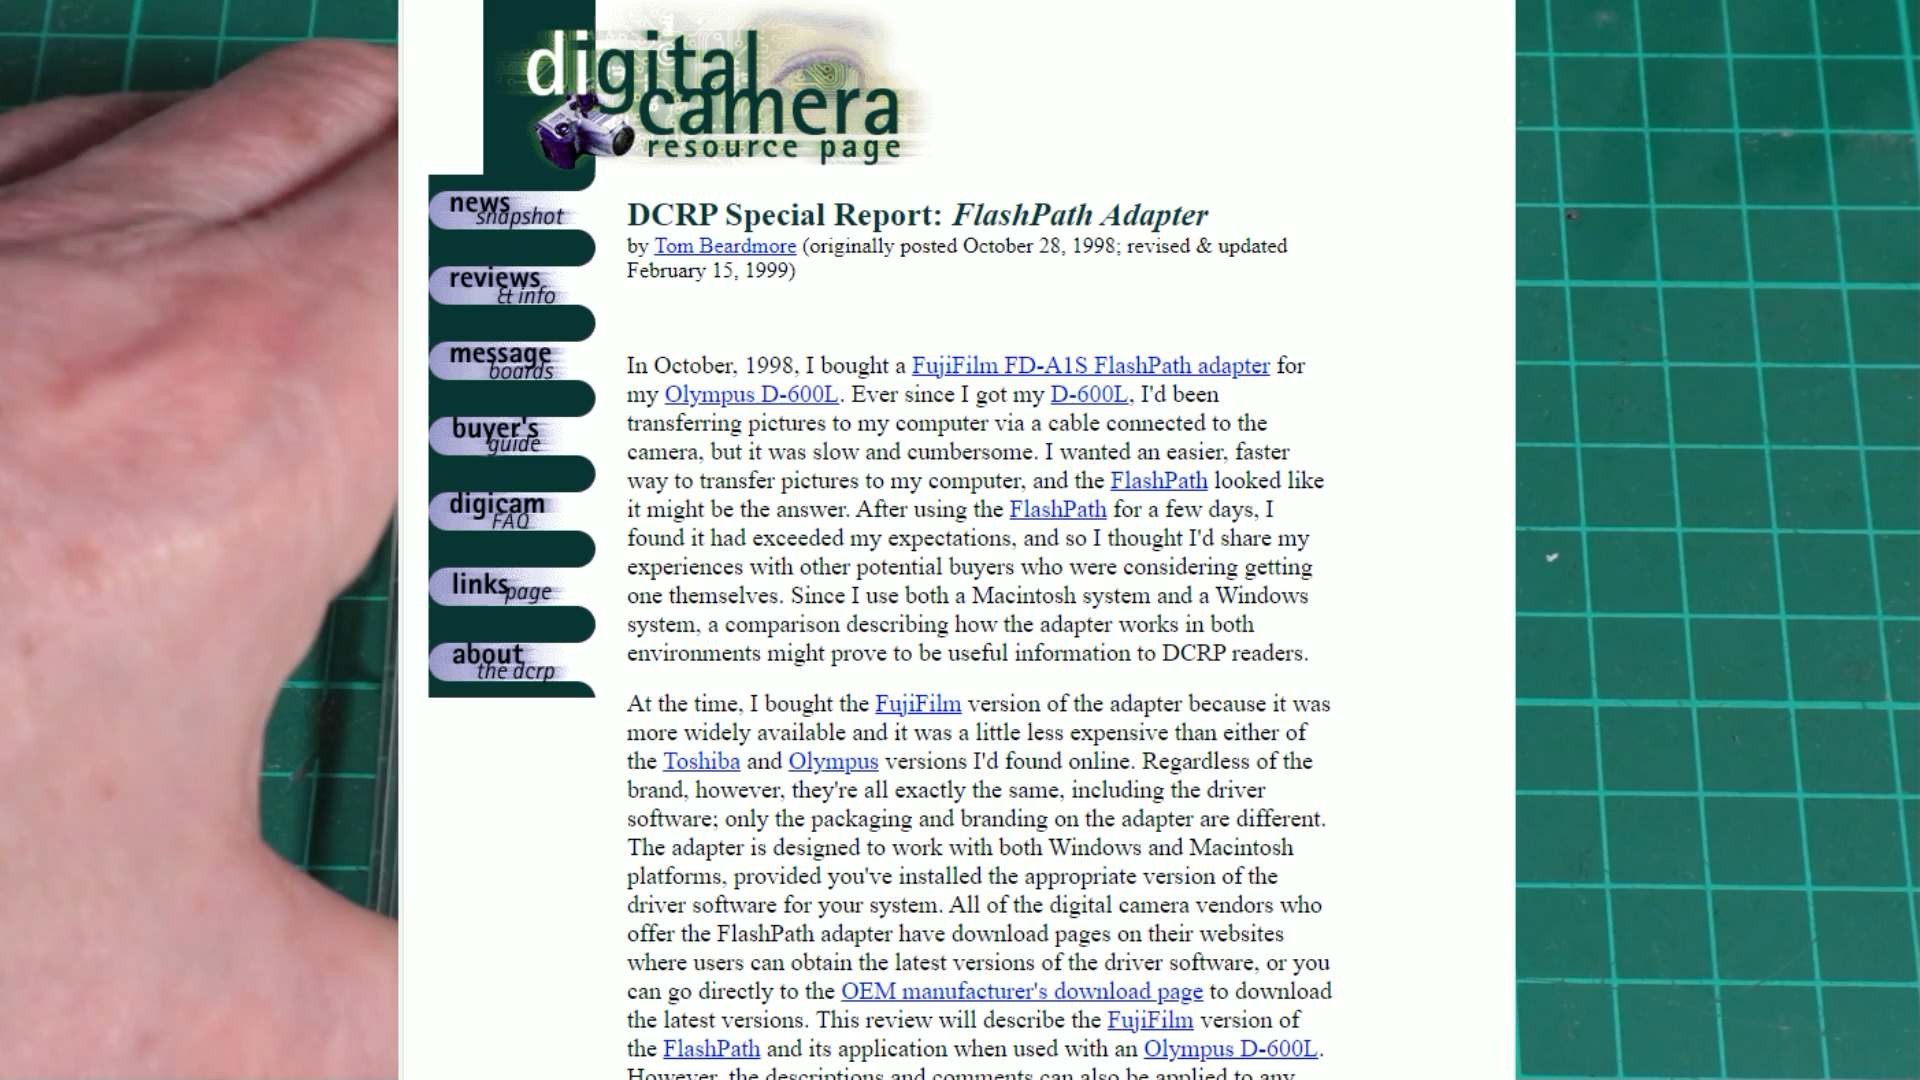 digital
camera
resource page
news
snapshot
reviews
& info
message
boards
buyer's
guide
digicam
FAQ
links
page
about
the dcrp
DCRP Special Report: FlashPath Adapter
by Tom Beardmore (originally posted October 28, 1998; revised & updated
February 15, 1999)
In October, 1998, I bought a FujiFilm FD-A1S FlashPath adapter for
my Olympus D-600L. Ever since I got my D-600L, I'd been
transferring pictures to my computer via a cable connected to the
camera, but it was slow and cumbersome. I wanted an easier, faster
way to transfer pictures to my computer, and the FlashPath looked like
it might be the answer. After using the FlashPath for a few days, I
found it had exceeded my expectations, and so I thought I'd share my
experiences with other potential buyers who were considering getting
one themselves. Since I use both a Macintosh system and a Windows
system, a comparison describing how the adapter works in both
environments might prove to be useful information to DCRP readers.
At the time, I bought the FujiFilm version of the adapter because it was
more widely available and it was a little less expensive than either of
the Toshiba and Olympus versions I'd found online. Regardless of the
brand, however, they're all exactly the same, including the driver
software; only the packaging and branding on the adapter are different.
The adapter is designed to work with both Windows and Macintosh
platforms, provided you've installed the appropriate version of the
driver software for your system. All of the digital camera vendors who
offer the FlashPath adapter have download pages on their websites
where users can obtain the latest versions of the driver software, or you
can go directly to the OEM manufacturer's download page to download
the latest versions. This review will describe the FujiFilm version of
the FlashPath and its application when used with an Olympus D-600L.
However, the descriptions and comments can also be applied to any